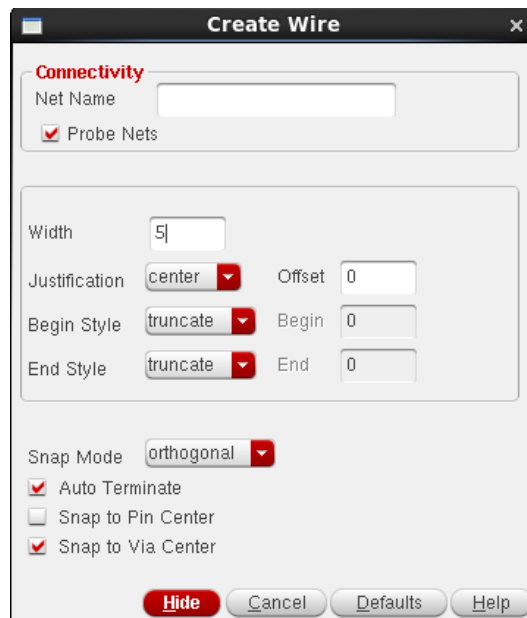 Create Wire
Connectivity
Net Name
Probe Nets
Width 5
Justification center Offset 0
Begin Style truncate Begin 0
End Style truncate End 0
Snap Mode orthogonal
Auto Terminate
Snap to Pin Center
Snap to Via Center
Hide Cancel Defaults Help